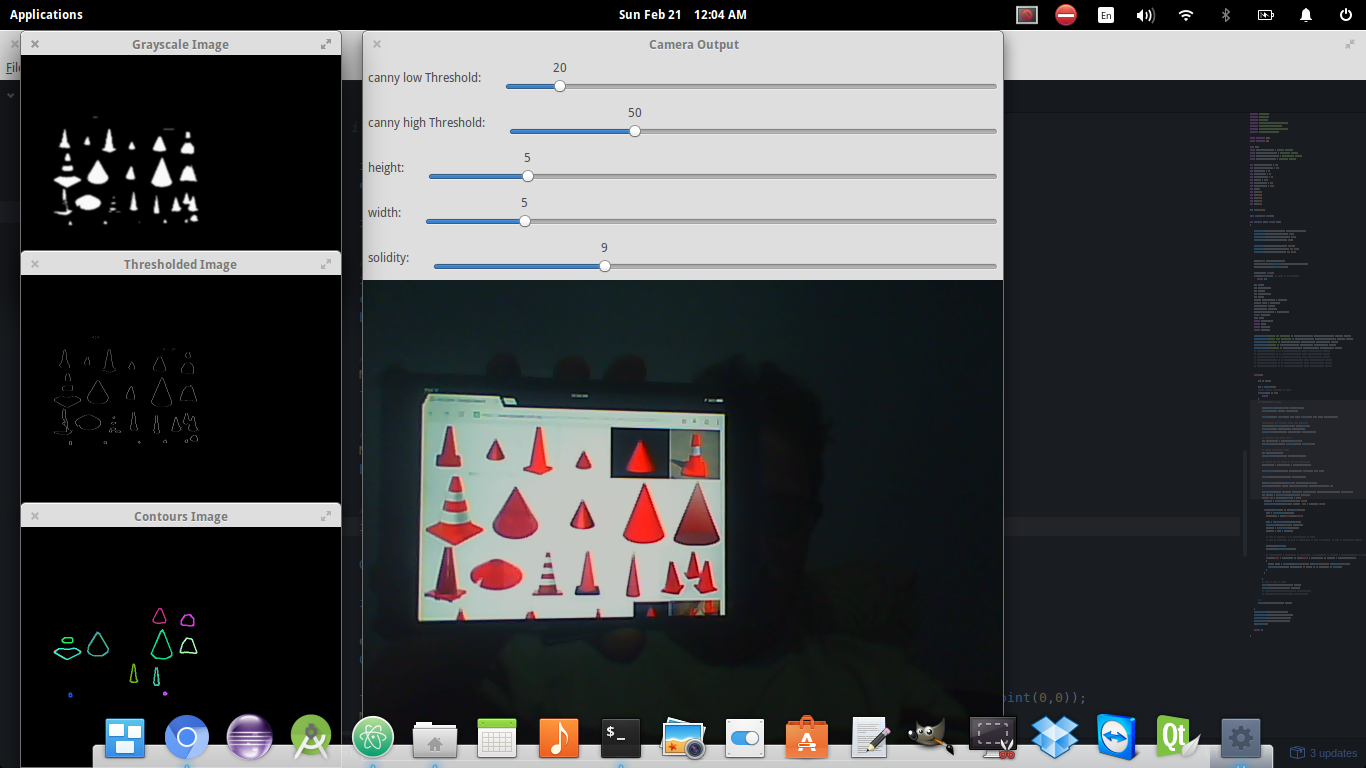 Applications
Sun Feb 21 12:04 AM
En
Grayscale Image
Camera Output
canny low Threshold:
20
canny high Threshold:
50
height:
5
width:
5
solidity:
9
Thresholded Image
Contours Image
oint(0,0));
$_
A
Qt
3 updates